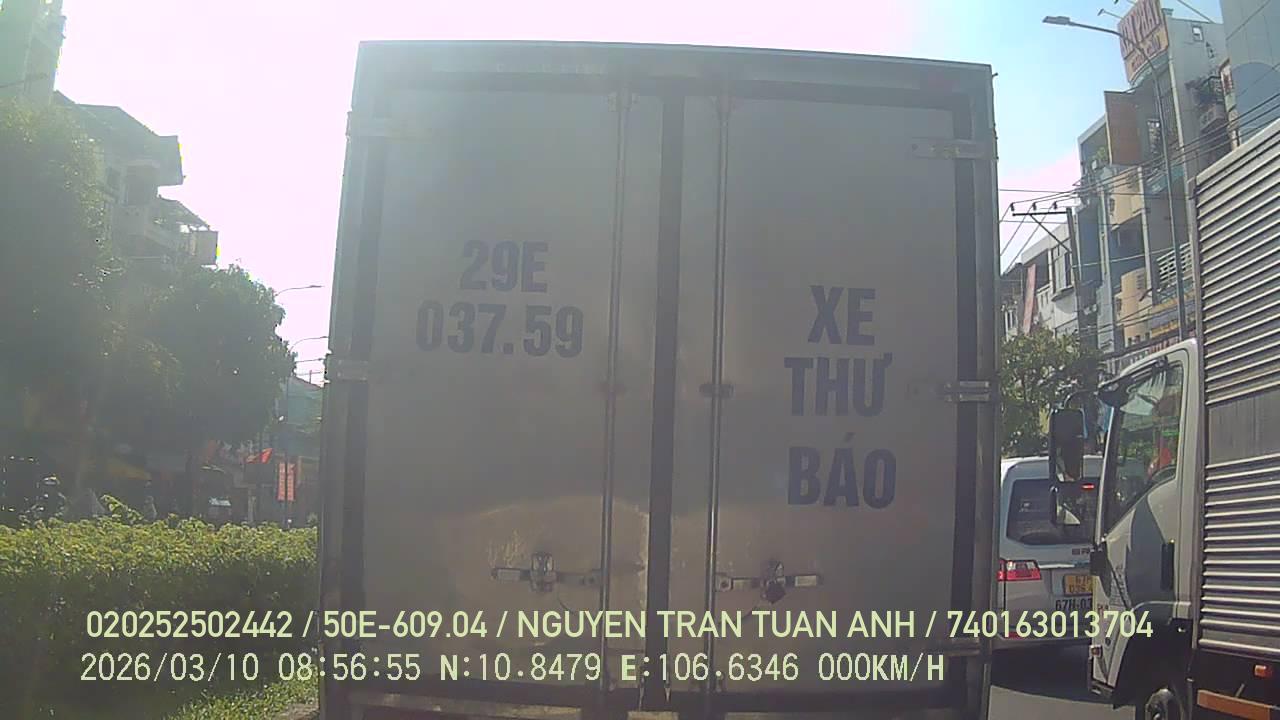 29E
037.59
XE
THƯ
BÁO
020252502442 / 50E-609.04 / NGUYEN TRAN TUAN ANH / 740163013704
2026/03/10 08:56:55 N:10.8479 E:106.6346 000KM/H